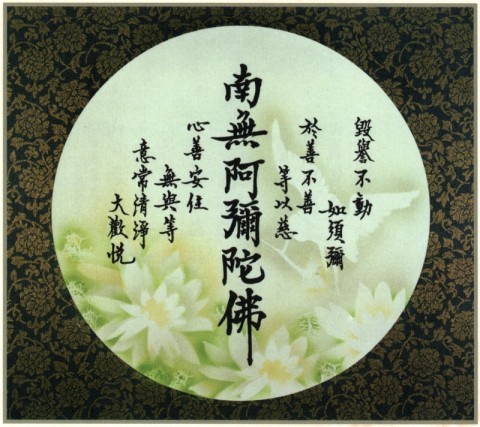 毀譽不動
如須彌
於善不善
等以慈
南無阿彌陀佛
心善安住
無與等
意常清淨
大歡悅